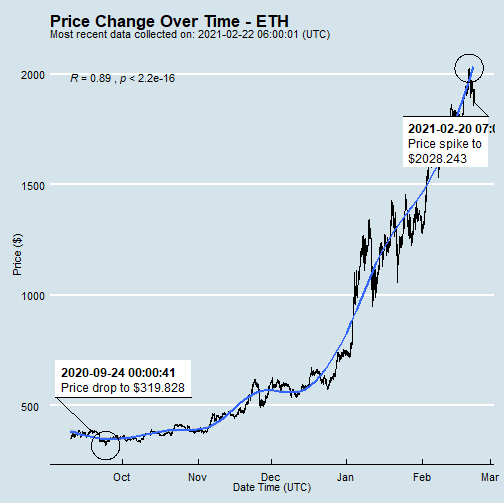 Price Change Over Time - ETH
Most recent data collected on: 2021-02-22 06:00:01 (UTC)
R = 0.89 , p < 2.2e-16
2000
1500
1000
500
Price ($)
2021-02-20 07:0
Price spike to
$2028.243
2020-09-24 00:00:41
Price drop to $319.828
Oct Nov Dec Jan Feb Mar
Date Time (UTC)